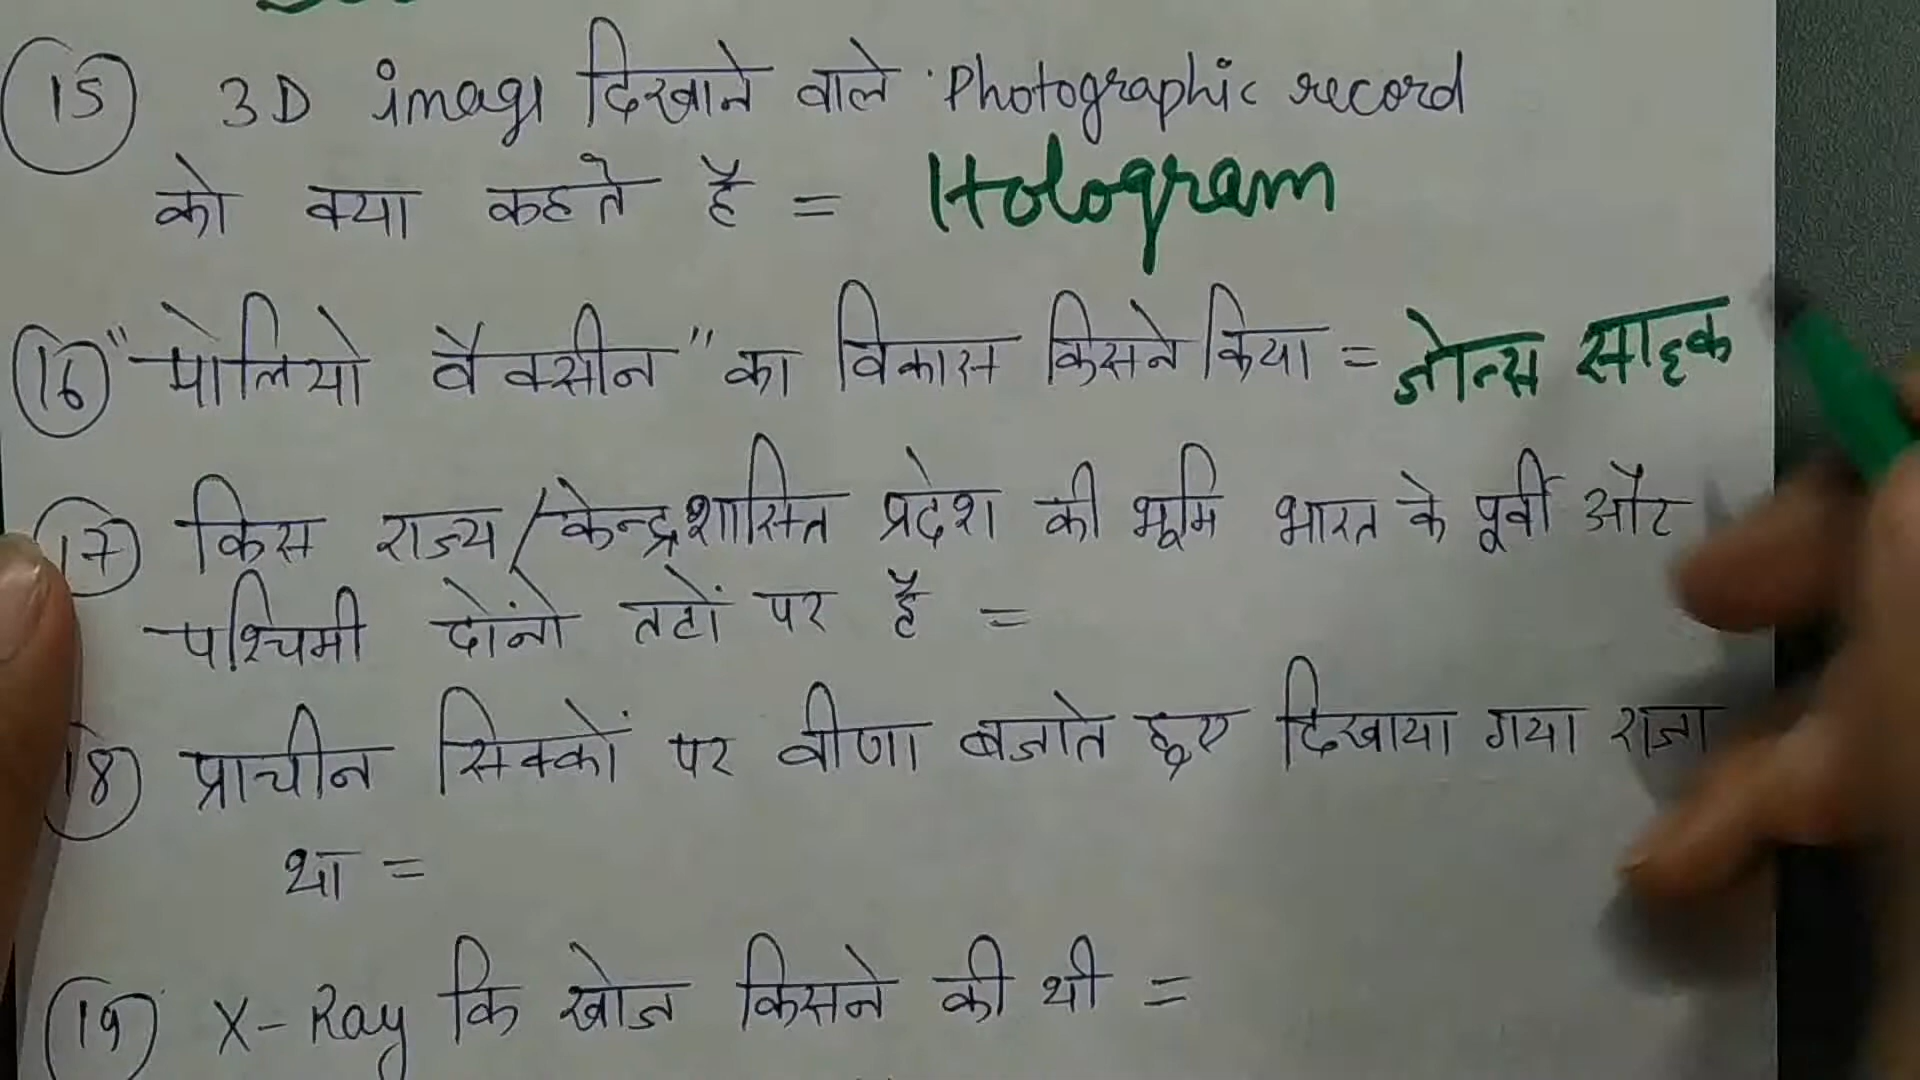 15 3D image दिखाने वाले Photographic record
को क्या कहते है = Hologram
16 "पोलियो वैक्सीन" का विकास किसने किया = जोन्स साल्क
17 किस राज्य/केन्द्रशासित प्रदेश की भूमि भारत के पूर्वी और
पश्चिमी दोंनो तटों पर है =
18 प्राचीन सिक्कों पर वीणा बजाते हुए दिखाया गया राजा
था =
19 X-Ray कि खोज किसने की थी =